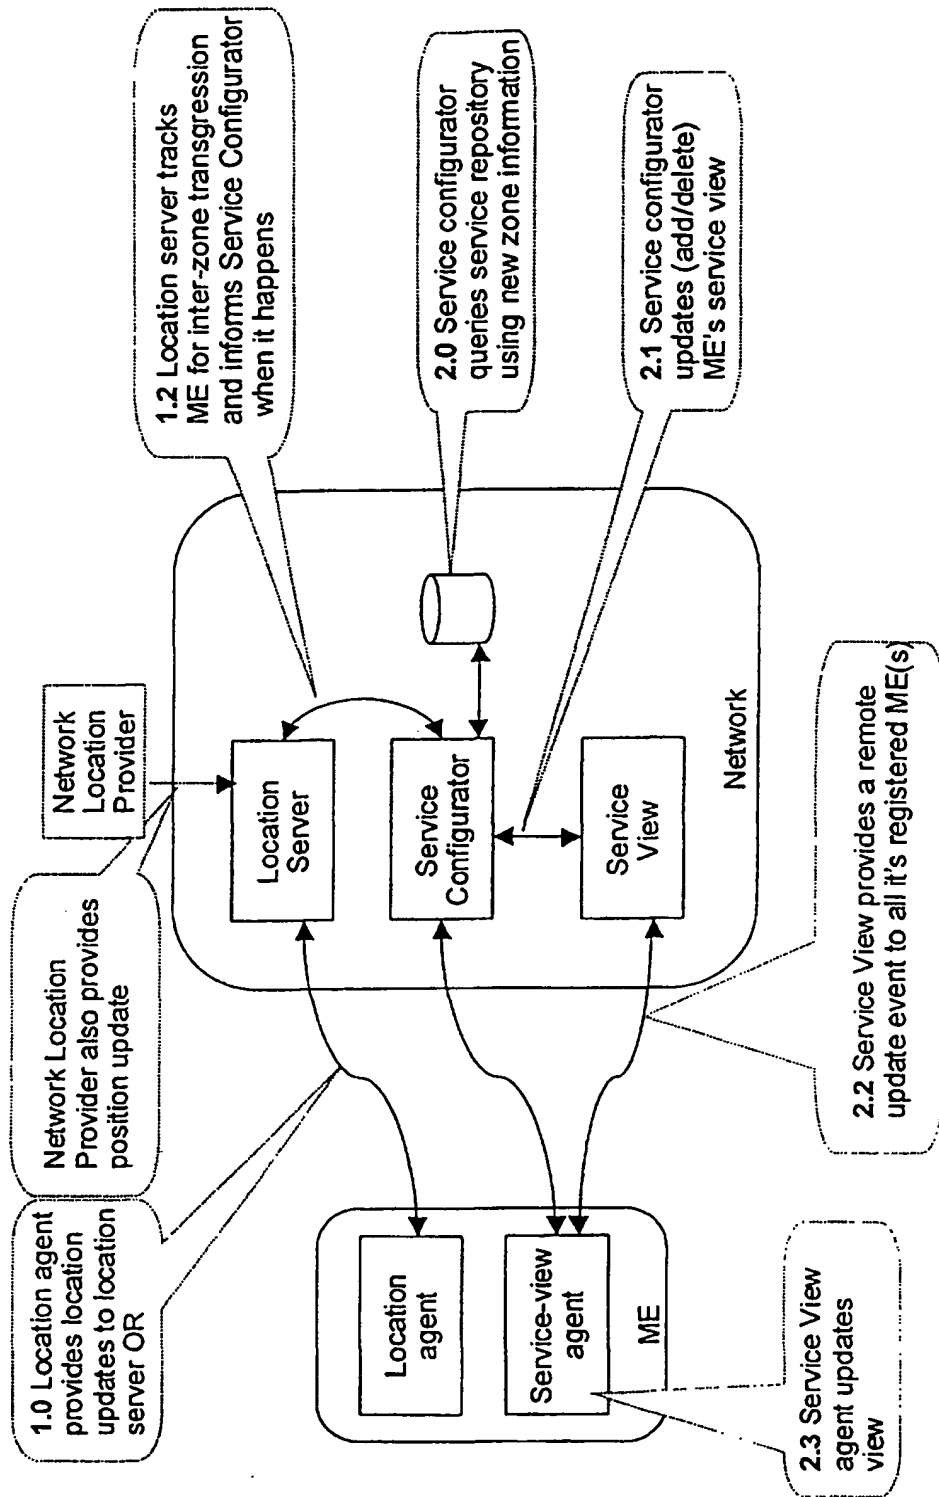 1.0 Location agent
provides location
updates to location
server OR
Network Location
Provider also provides
position update
Network
Location
Provider
1.2 Location server tracks
ME for inter-zone transgression
and informs Service Configurator
when it happens
2.0 Service configurator
queries service repository
using new zone information
2.1 Service configurator
updates (add/delete)
ME's service view
Location
agent
Service-view
agent
ME
Location
Server
Service
Configurator
Service
View
Network
2.3 Service View
agent updates
view
2.2 Service View provides a remote
update event to all it's registered ME(s)